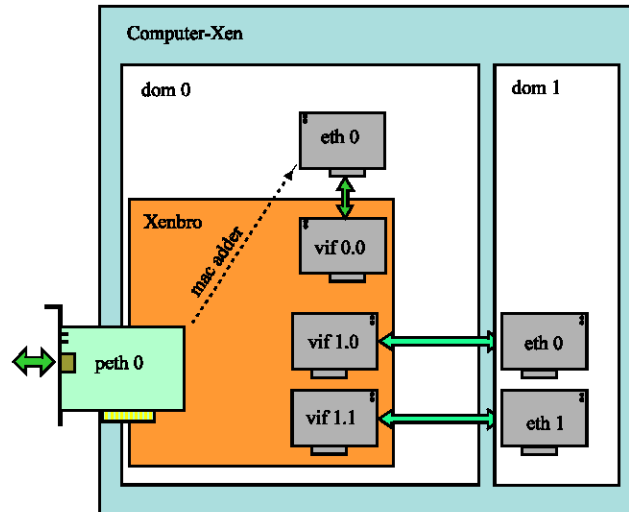 Computer-Xen
dom 0
dom 1
eth 0
Xenbro
mac adder
vif 0.0
peth 0
vif 1.0
eth 0
vif 1.1
eth 1